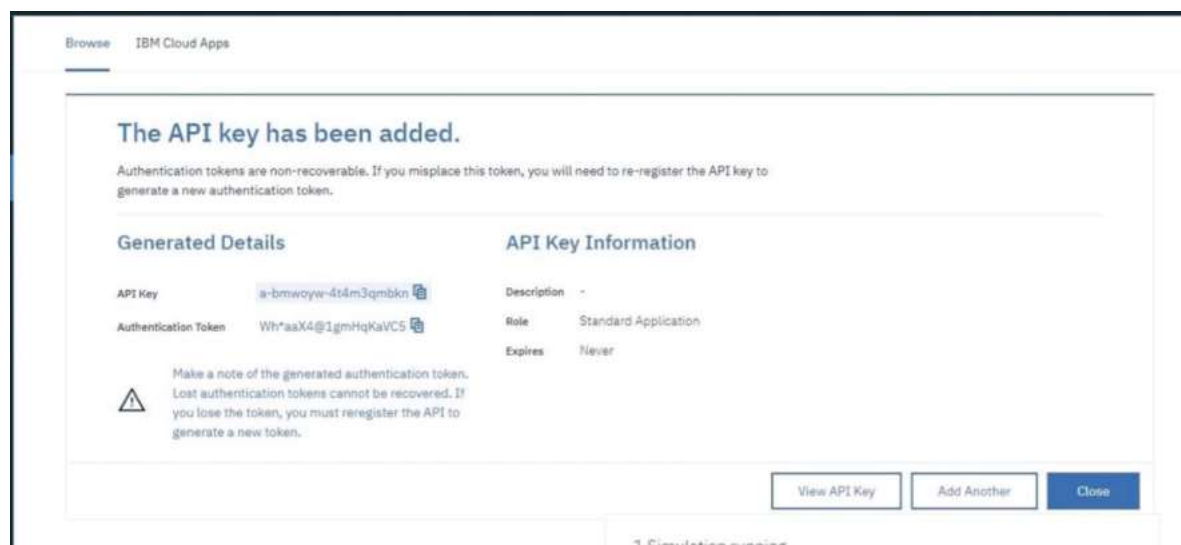 Browse IBM Cloud Apps
The API key has been added.
Authentication tokens are non-recoverable. If you misplace this token, you will need to re-register the API key to
generate a new authentication token.
Generated Details
API Key a-bmwoyw-4t4m3qmbkn
Authentication Token Wh*aaX4@1gmHqKaVC5
Make a note of the generated authentication token.
Lost authentication tokens cannot be recovered. If
you lose the token, you must reregister the API to
generate a new token.
API Key Information
Description -
Role Standard Application
Expires Never
View API Key Add Another Close
1 Simulation running